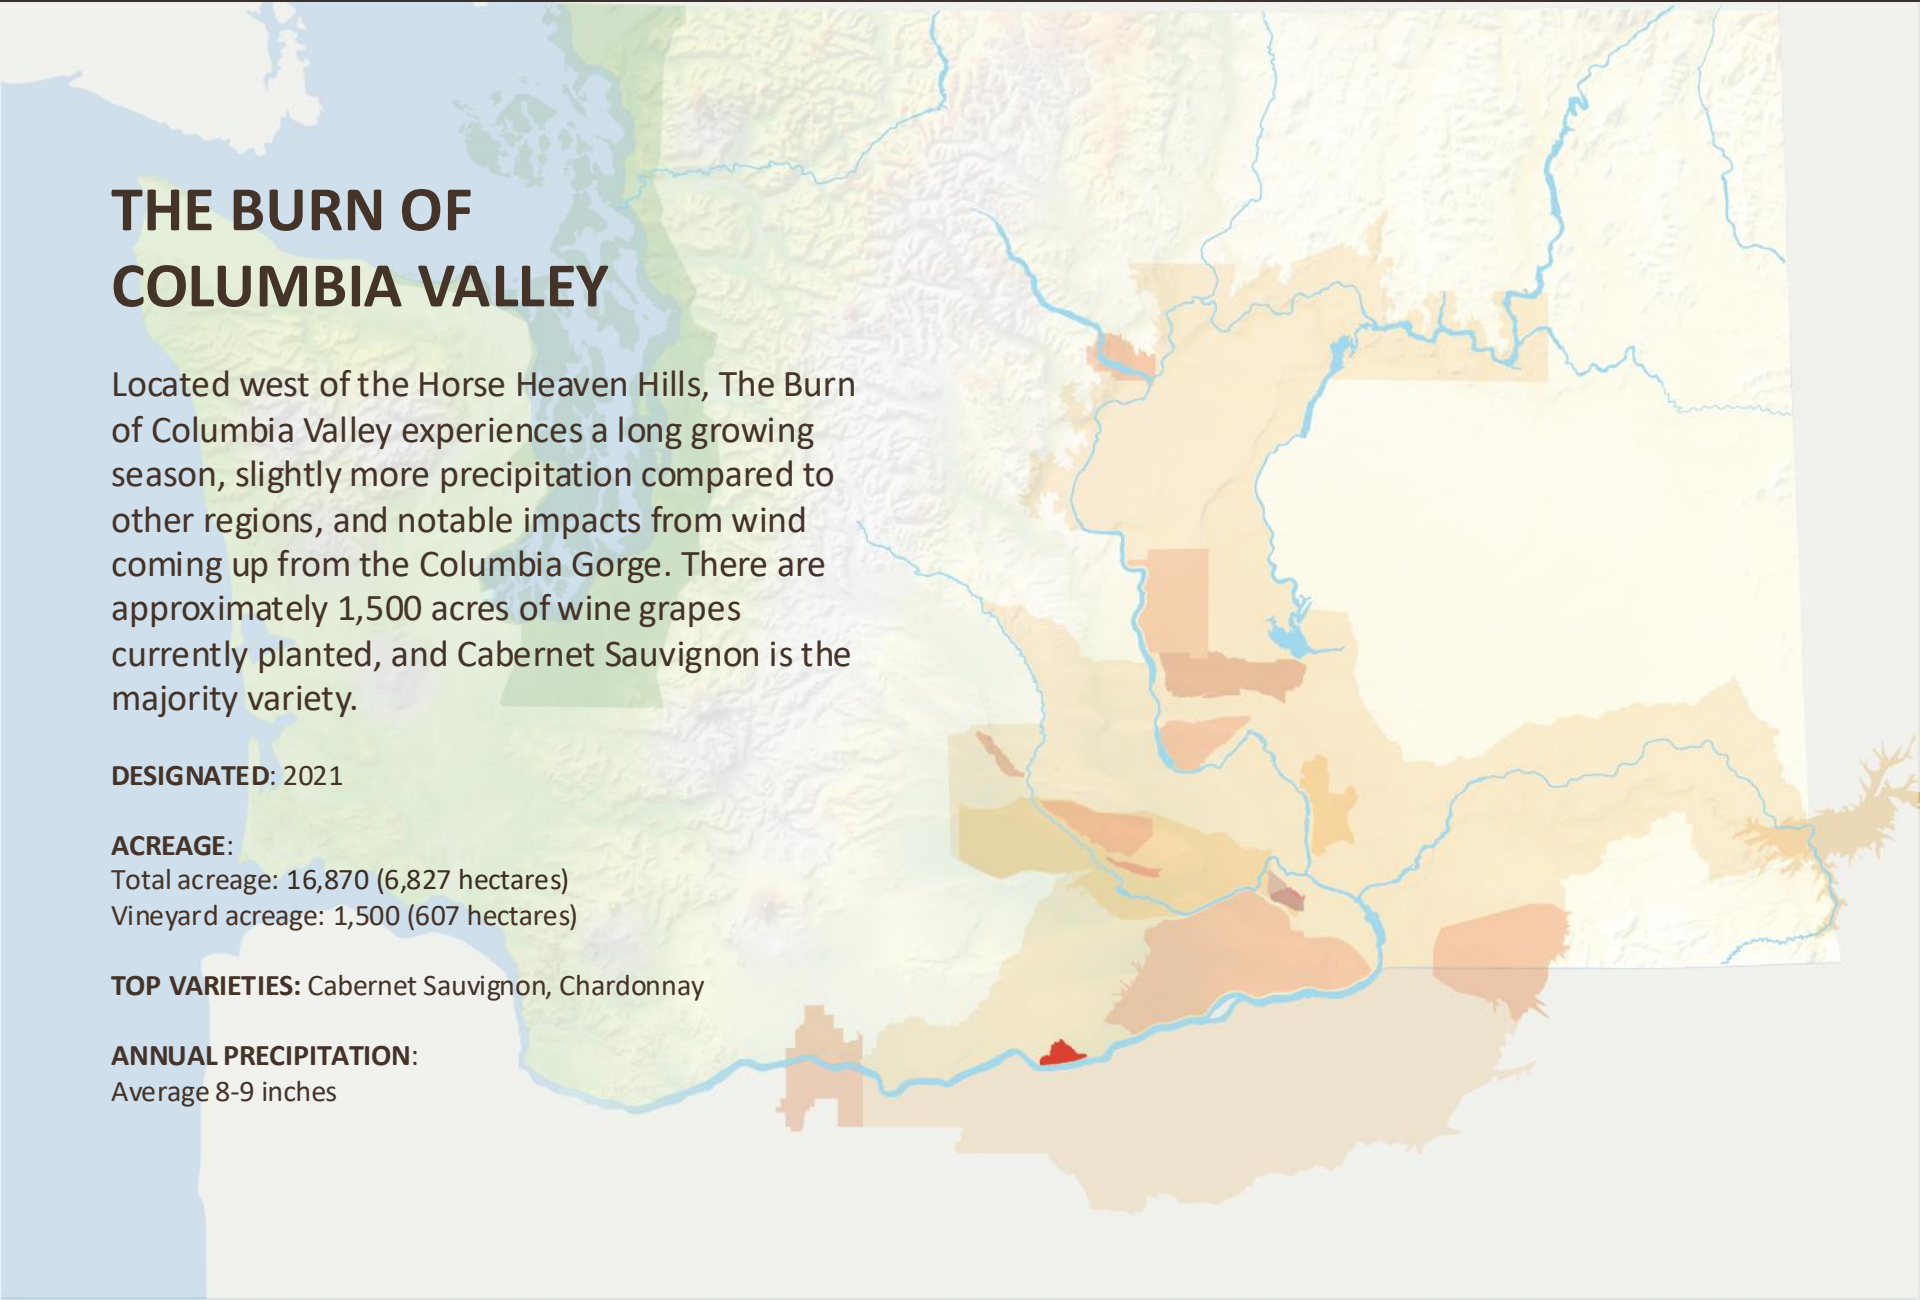 THE BURN OF
COLUMBIA VALLEY
Located west of the Horse Heaven Hills, The Burn
of Columbia Valley experiences a long growing
season, slightly more precipitation compared to
other regions, and notable impacts from wind
coming up from the Columbia Gorge. There are
approximately 1,500 acres of wine grapes
currently planted, and Cabernet Sauvignon is the
majority variety.
DESIGNATED: 2021
ACREAGE:
Total acreage: 16,870 (6,827 hectares)
Vineyard acreage: 1,500 (607 hectares)
TOP VARIETIES: Cabernet Sauvignon, Chardonnay
ANNUAL PRECIPITATION:
Average 8-9 inches